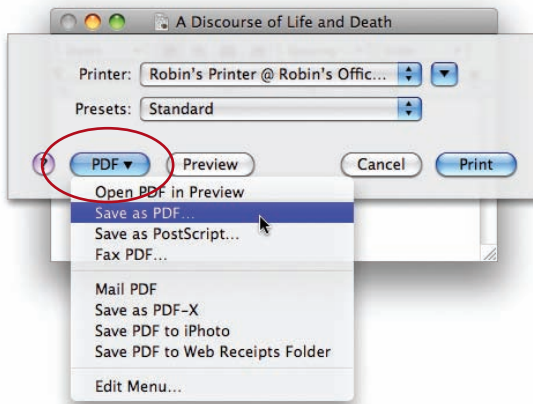 A Discourse of Life and Death
Printer: Robin's Printer @ Robin's Offic...
Presets: Standard
? PDF ▼ Preview Cancel Print
Open PDF in Preview
Save as PDF...
Save as PostScript...
Fax PDF...
Mail PDF
Save as PDF-X
Save PDF to iPhoto
Save PDF to Web Receipts Folder
Edit Menu...